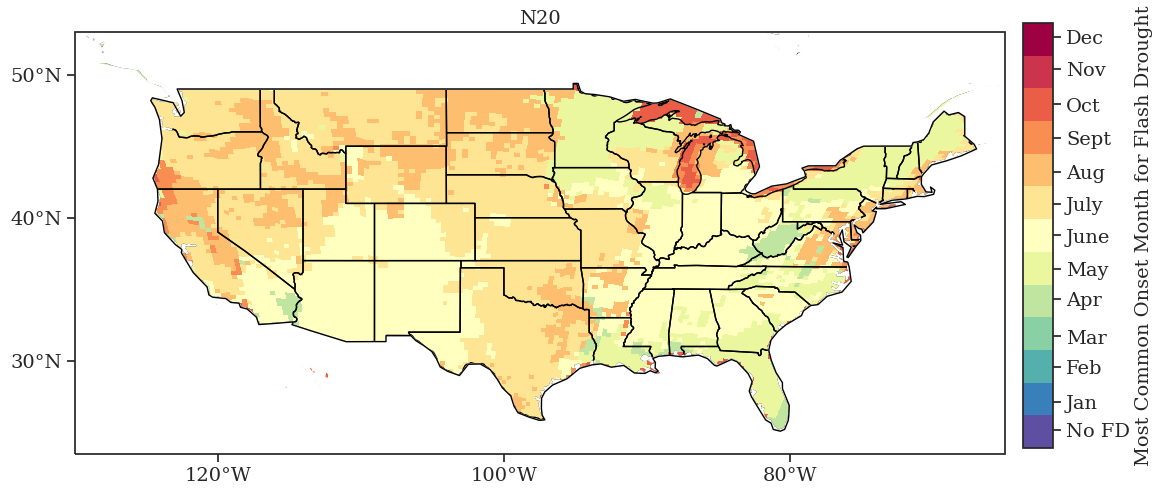 N20
50°N
40°N
30°N
120°W
100°W
80°W
Dec
Nov
Oct
Sept
Aug
July
June
May
Apr
Mar
Feb
Jan
No FD
Most Common Onset Month for Flash Drought